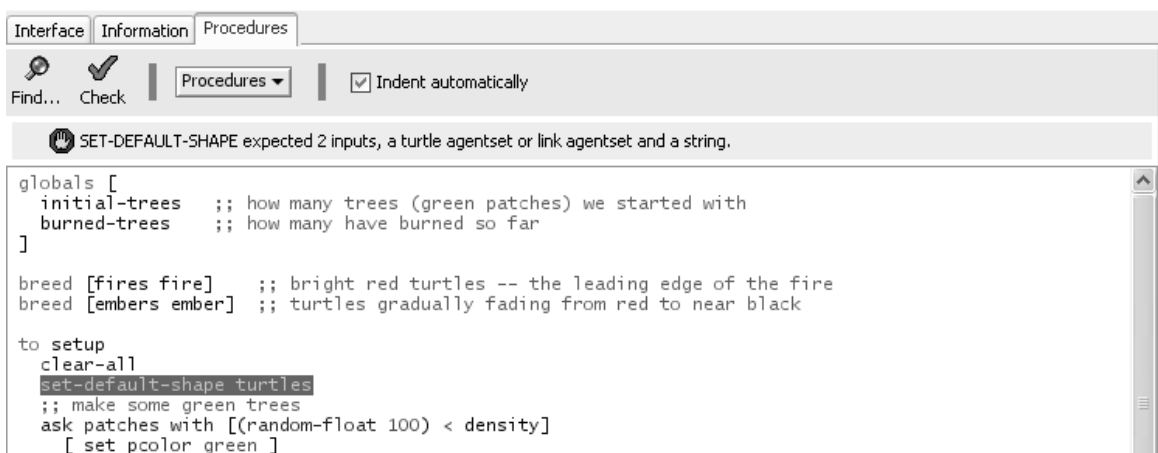 Interface Information Procedures
Find... Check Procedures Indent automatically
SET-DEFAULT-SHAPE expected 2 inputs, a turtle agentset or link agentset and a string.
globals [
  initial-trees   ;; how many trees (green patches) we started with
  burned-trees    ;; how many have burned so far
]
breed [fires fire]    ;; bright red turtles -- the leading edge of the fire
breed [embers ember]  ;; turtles gradually fading from red to near black
to setup
  clear-all
  set-default-shape turtles
  ;; make some green trees
  ask patches with [(random-float 100) < density]
    [ set pcolor green ]